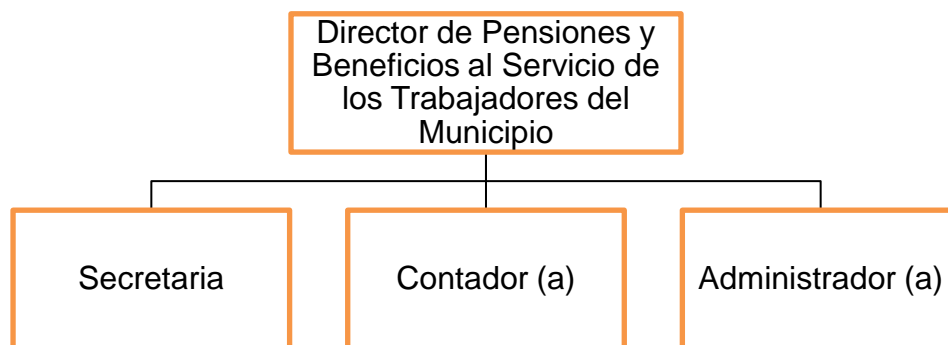 Director de Pensiones y
Beneficios al Servicio de
los Trabajadores del
Municipio
Secretaria
Contador (a)
Administrador (a)